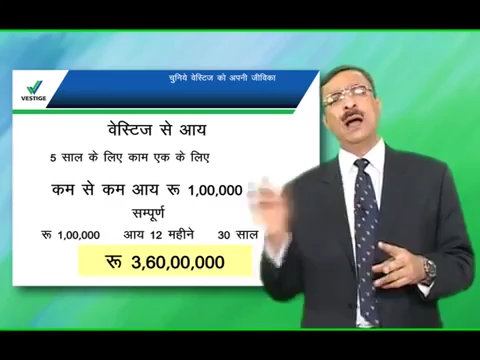 चुनिये वेस्टिज को अपनी जीविका
VESTIGE
वेस्टिज से आय
5 साल के लिए काम एक के लिए
कम से कम आय रू 1,00,000
सम्पूर्ण
रू 1,00,000 आय 12 महीने 30 साल
रू 3,60,00,000